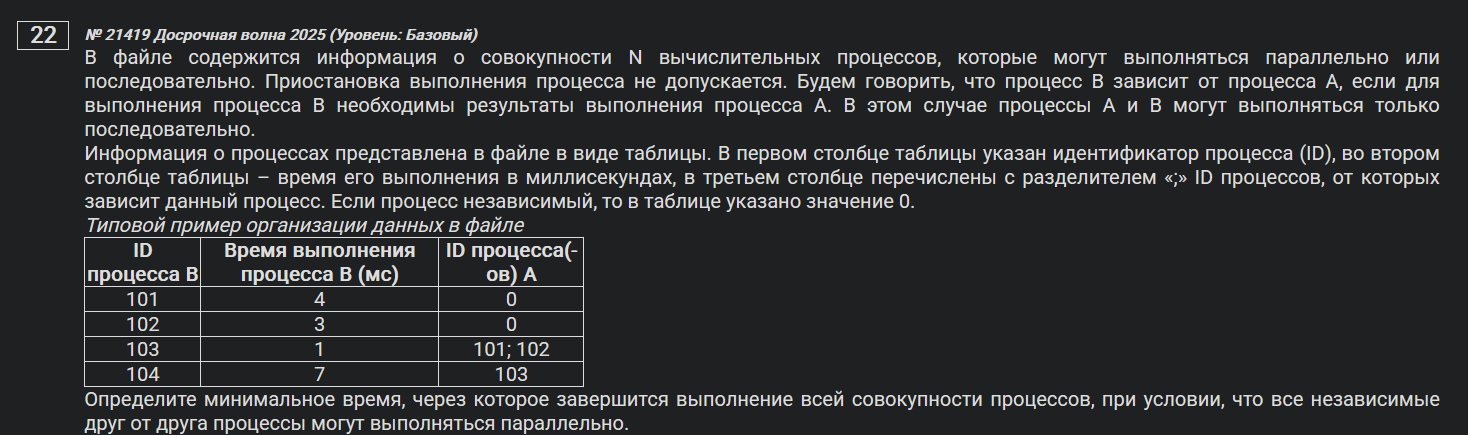 22
№ 21419 Досрочная волна 2025 (Уровень: Базовый)
В файле содержится информация о совокупности N вычислительных процессов, которые могут выполняться параллельно или
последовательно. Приостановка выполнения процесса не допускается. Будем говорить, что процесс B зависит от процесса A, если для
выполнения процесса B необходимы результаты выполнения процесса A. В этом случае процессы A и B могут выполняться только
последовательно.
Информация о процессах представлена в файле в виде таблицы. В первом столбце таблицы указан идентификатор процесса (ID), во втором
столбце таблицы – время его выполнения в миллисекундах, в третьем столбце перечислены с разделителем «;» ID процессов, от которых
зависит данный процесс. Если процесс независимый, то в таблице указано значение 0.
Типовой пример организации данных в файле
ID процесса B
Время выполнения процесса B (мс)
ID процесса(-ов) A
101 4 0
102 3 0
103 1 101; 102
104 7 103
Определите минимальное время, через которое завершится выполнение всей совокупности процессов, при условии, что все независимые
друг от друга процессы могут выполняться параллельно.